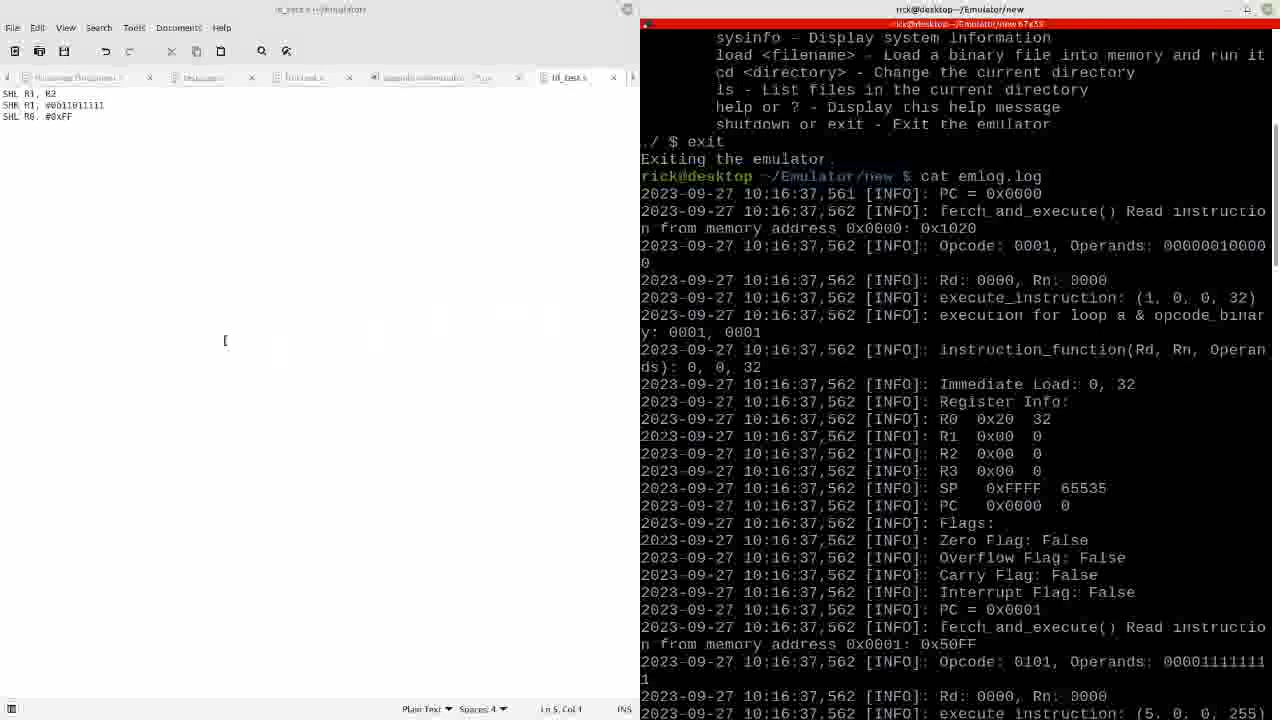 File Edit View Search Tools Documents Help
ld_test.s
SHL R1, R2
SHR R1, #0b11011111
SHL R0, #0xFF
Plain Text Spaces: 4 Ln 5, Col 1 INS
rick@desktop:~/Emulator/new
sysinfo - Display system information
load <filename> - Load a binary file into memory and run it
cd <directory> - Change the current directory
ls - List files in the current directory
help or ? - Display this help message
shutdown or exit - Exit the emulator
./ $ exit
Exiting the emulator.
rick@desktop ~/Emulator/new $ cat emlog.log
2023-09-27 10:16:37,561 [INFO]: PC = 0x0000
2023-09-27 10:16:37,562 [INFO]: fetch_and_execute() Read instructio
n from memory address 0x0000: 0x1020
2023-09-27 10:16:37,562 [INFO]: Opcode: 0001, Operands: 00000010000
0
2023-09-27 10:16:37,562 [INFO]: Rd: 0000, Rn: 0000
2023-09-27 10:16:37,562 [INFO]: execute_instruction: (1, 0, 0, 32)
2023-09-27 10:16:37,562 [INFO]: execution for loop a & opcode_binar
y: 0001, 0001
2023-09-27 10:16:37,562 [INFO]: instruction_function(Rd, Rn, Operan
ds): 0, 0, 32
2023-09-27 10:16:37,562 [INFO]: Immediate Load: 0, 32
2023-09-27 10:16:37,562 [INFO]: Register Info:
2023-09-27 10:16:37,562 [INFO]: R0 0x20 32
2023-09-27 10:16:37,562 [INFO]: R1 0x00 0
2023-09-27 10:16:37,562 [INFO]: R2 0x00 0
2023-09-27 10:16:37,562 [INFO]: R3 0x00 0
2023-09-27 10:16:37,562 [INFO]: SP 0xFFFF 65535
2023-09-27 10:16:37,562 [INFO]: PC 0x0000 0
2023-09-27 10:16:37,562 [INFO]: Flags:
2023-09-27 10:16:37,562 [INFO]: Zero Flag: False
2023-09-27 10:16:37,562 [INFO]: Overflow Flag: False
2023-09-27 10:16:37,562 [INFO]: Carry Flag: False
2023-09-27 10:16:37,562 [INFO]: Interrupt Flag: False
2023-09-27 10:16:37,562 [INFO]: PC = 0x0001
2023-09-27 10:16:37,562 [INFO]: fetch_and_execute() Read instructio
n from memory address 0x0001: 0x50FF
2023-09-27 10:16:37,562 [INFO]: Opcode: 0101, Operands: 00001111111
1
2023-09-27 10:16:37,562 [INFO]: Rd: 0000, Rn: 0000
2023-09-27 10:16:37,562 [INFO]: execute_instruction: (5, 0, 0, 255)